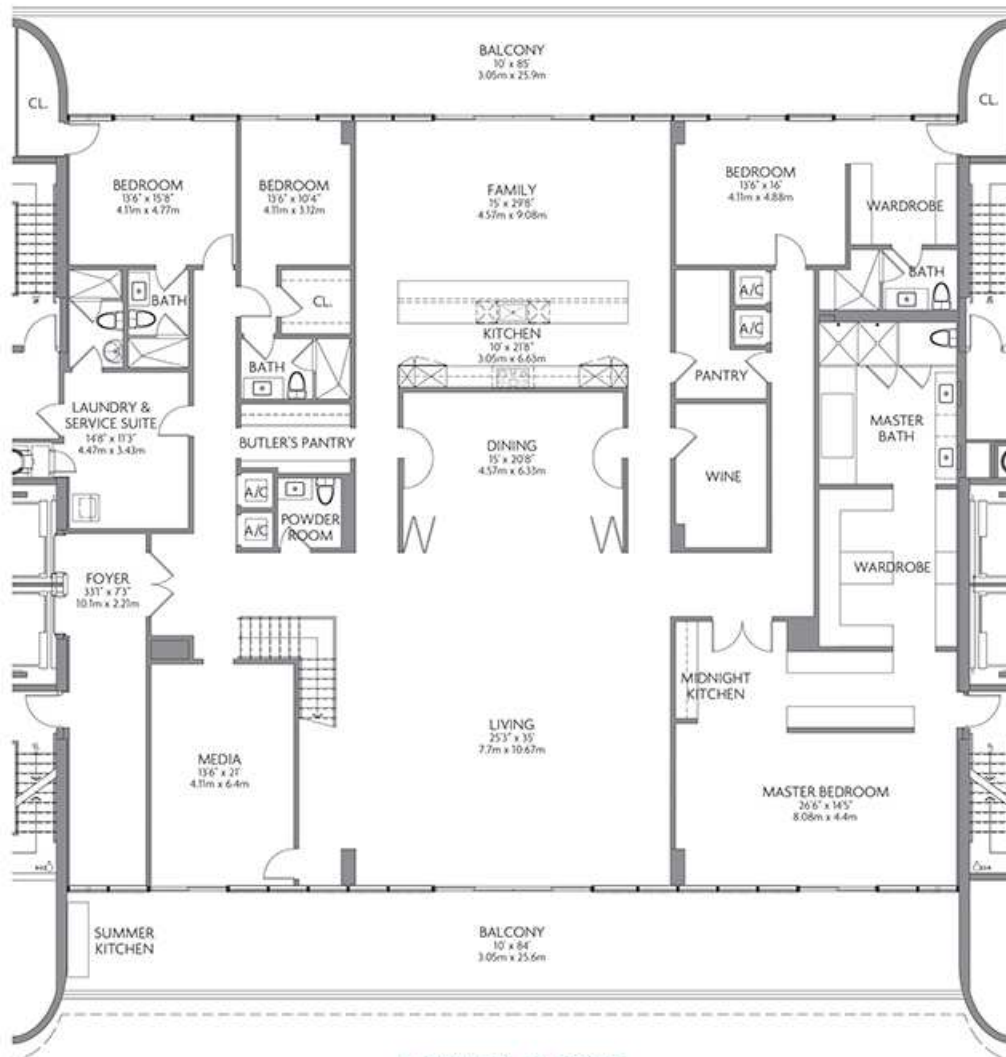 BALCONY
10' x 85'
3.05m x 25.9m
CL.
CL.
BEDROOM
13'6" x 15'8"
4.11m x 4.77m
BEDROOM
13'6" x 10'4"
4.11m x 3.12m
FAMILY
15' x 29'8"
4.57m x 9.08m
BEDROOM
13'6" x 16'
4.11m x 4.88m
WARDROBE
BATH
CL.
A/C
A/C
BATH
KITCHEN
10' x 21'8"
3.05m x 6.63m
BATH
PANTRY
LAUNDRY &
SERVICE SUITE
14'8" x 11'3"
4.47m x 3.43m
BUTLER'S PANTRY
DINING
15' x 20'8"
4.57m x 6.33m
MASTER
BATH
WINE
A/C
A/C
POWDER
ROOM
FOYER
33'1" x 7'3"
10.1m x 2.21m
WARDROBE
MIDNIGHT
KITCHEN
LIVING
25'3" x 35'
7.7m x 10.67m
MEDIA
13'6" x 21'
4.11m x 6.4m
MASTER BEDROOM
26'6" x 14'5"
8.08m x 4.4m
SUMMER
KITCHEN
BALCONY
10' x 84'
3.05m x 25.6m